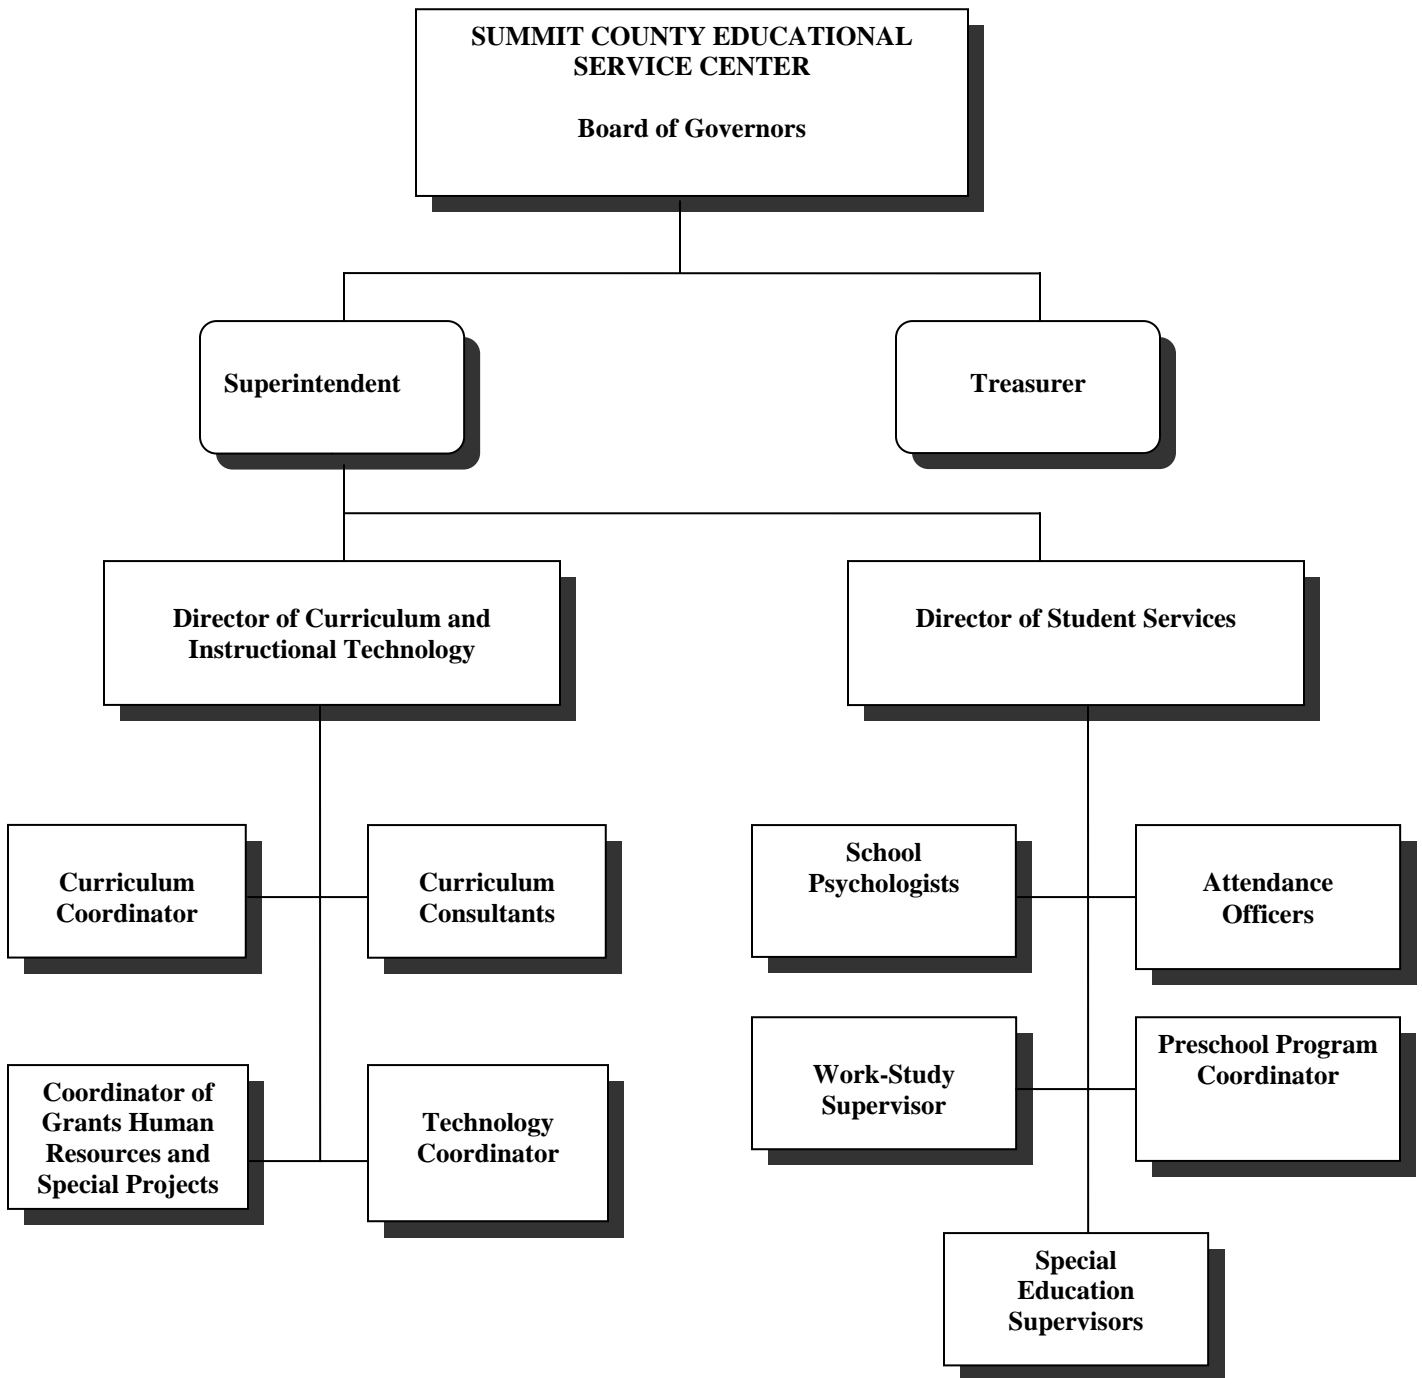 SUMMIT COUNTY EDUCATIONAL
SERVICE CENTER
Board of Governors
Superintendent
Treasurer
Director of Curriculum and
Instructional Technology
Director of Student Services
Curriculum
Coordinator
Curriculum
Consultants
School
Psychologists
Attendance
Officers
Coordinator of
Grants Human
Resources and
Special Projects
Technology
Coordinator
Work-Study
Supervisor
Preschool Program
Coordinator
Special
Education
Supervisors